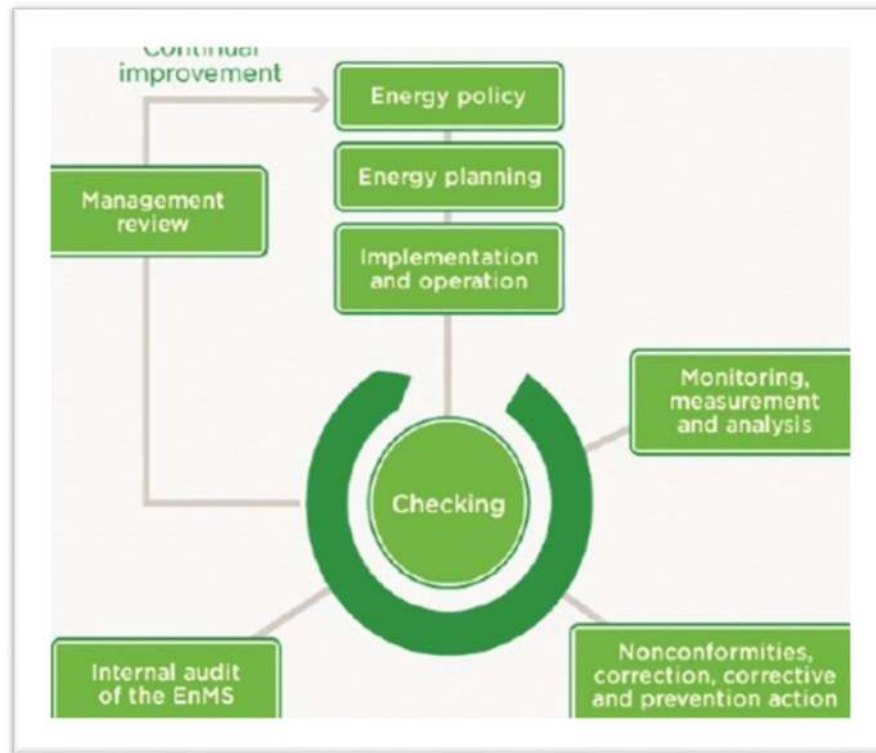 Continual
improvement
Energy policy
Energy planning
Management
review
Implementation
and operation
Monitoring,
measurement
and analysis
Checking
Internal audit
of the EnMS
Nonconformities,
correction, corrective
and prevention action